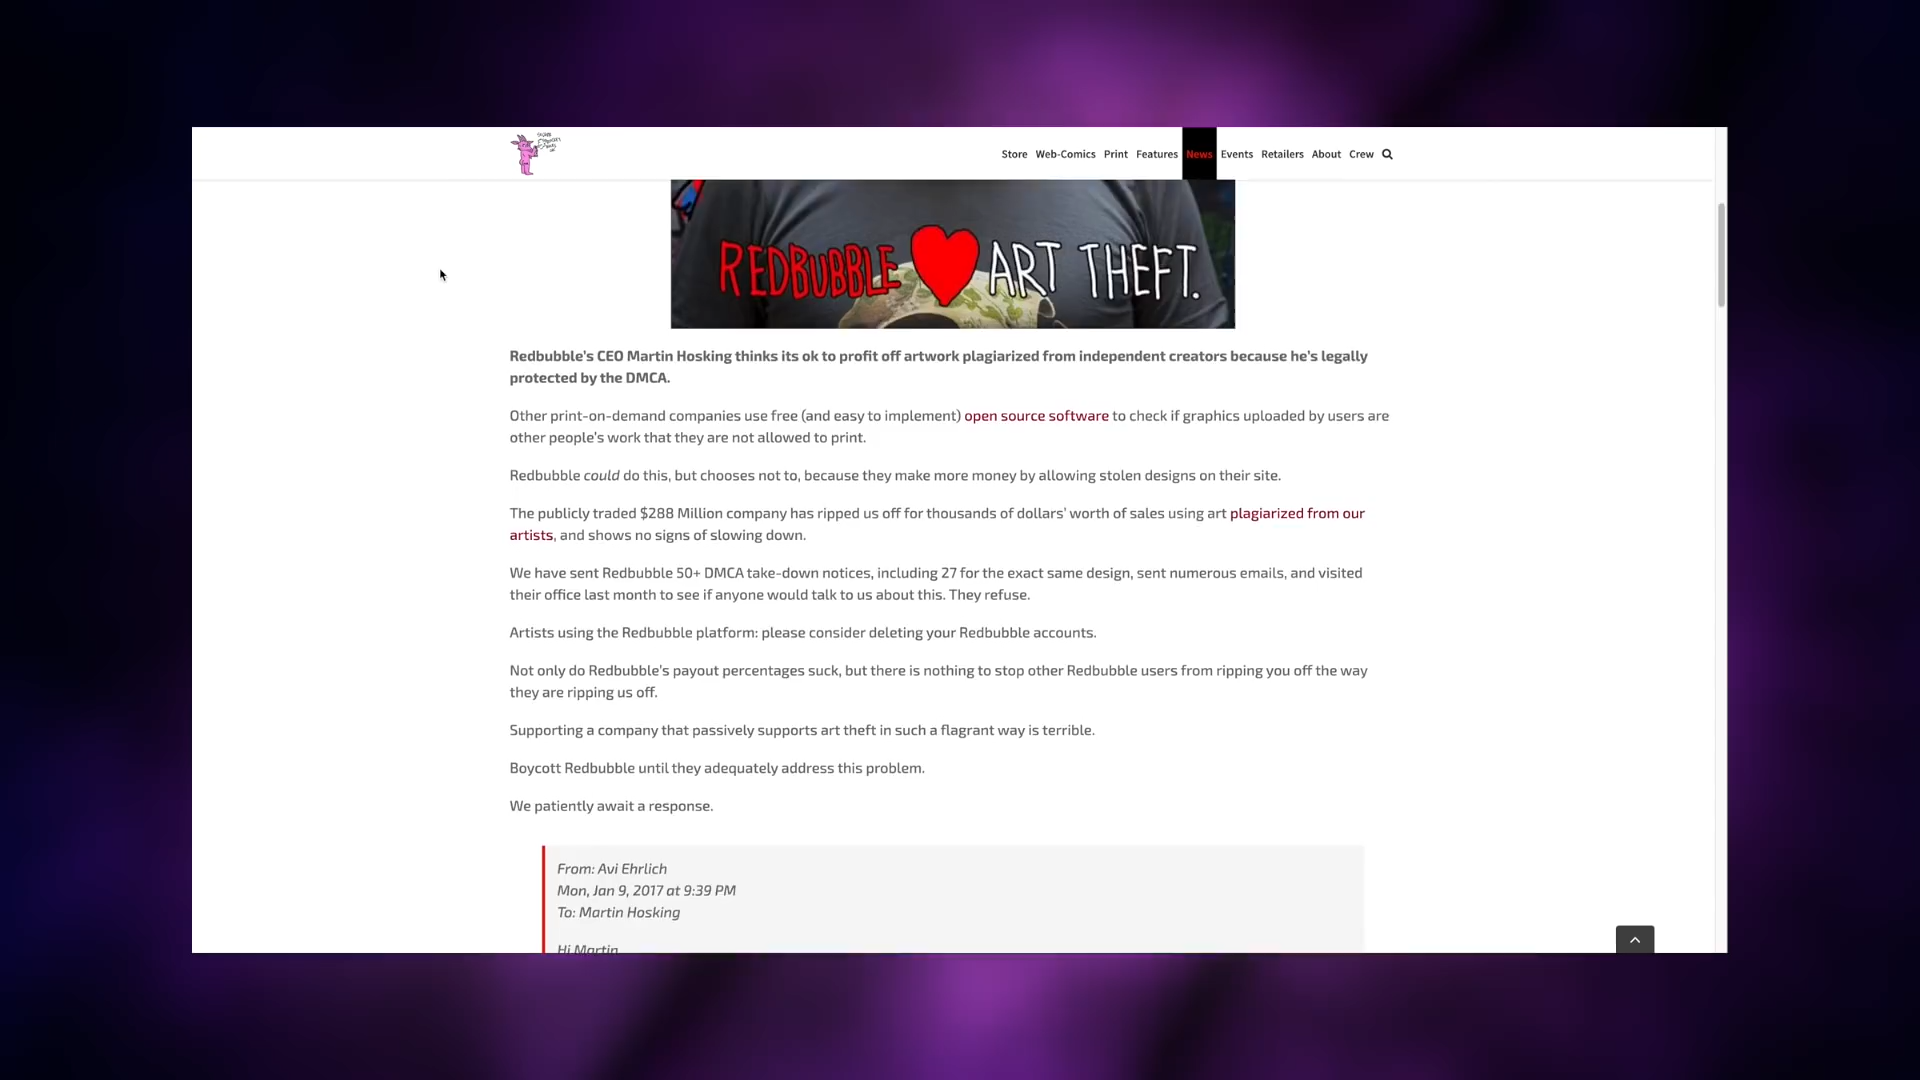 Store Web-Comics Print Features News Events Retailers About Crew
REDBUBBLE ART THEFT.
Redbubble's CEO Martin Hosking thinks its ok to profit off artwork plagiarized from independent creators because he's legally
protected by the DMCA.
Other print-on-demand companies use free (and easy to implement) open source software to check if graphics uploaded by users are
other people's work that they are not allowed to print.
Redbubble could do this, but chooses not to, because they make more money by allowing stolen designs on their site.
The publicly traded $288 Million company has ripped us off for thousands of dollars' worth of sales using art plagiarized from our
artists, and shows no signs of slowing down.
We have sent Redbubble 50+ DMCA take-down notices, including 27 for the exact same design, sent numerous emails, and visited
their office last month to see if anyone would talk to us about this. They refuse.
Artists using the Redbubble platform: please consider deleting your Redbubble accounts.
Not only do Redbubble's payout percentages suck, but there is nothing to stop other Redbubble users from ripping you off the way
they are ripping us off.
Supporting a company that passively supports art theft in such a flagrant way is terrible.
Boycott Redbubble until they adequately address this problem.
We patiently await a response.
From: Avi Ehrlich
Mon, Jan 9, 2017 at 9:39 PM
To: Martin Hosking
Hi Martin